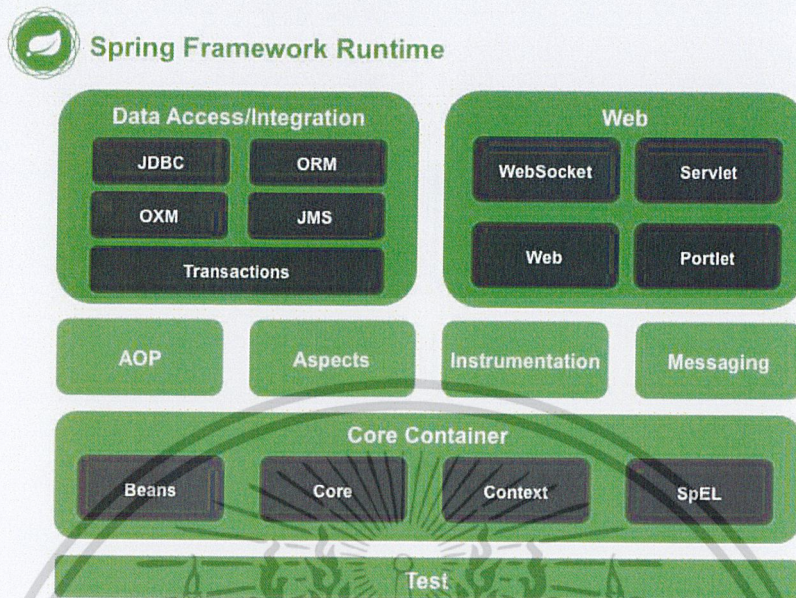 Spring Framework Runtime
Data Access/Integration
JDBC
ORM
OXM
JMS
Transactions
Web
WebSocket
Servlet
Web
Portlet
AOP
Aspects
Instrumentation
Messaging
Core Container
Beans
Core
Context
SpEL
Test